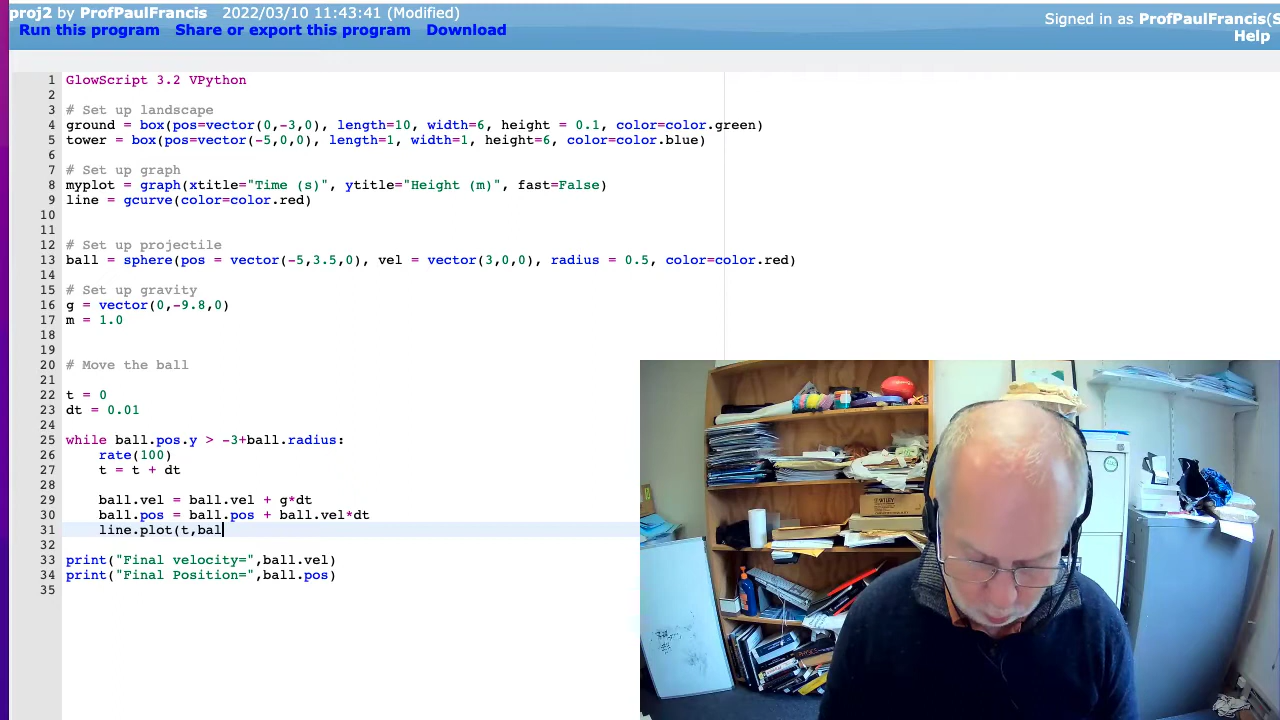 proj2 by ProfPaulFrancis 2022/03/10 11:43:41 (Modified)
Signed in as ProfPaulFrancis(S
Run this program Share or export this program Download
Help
1 GlowScript 3.2 VPython
2
3 # Set up landscape
4 ground = box(pos=vector(0,-3,0), length=10, width=6, height = 0.1, color=color.green)
5 tower = box(pos=vector(-5,0,0), length=1, width=1, height=6, color=color.blue)
6
7 # Set up graph
8 myplot = graph(xtitle="Time (s)", ytitle="Height (m)", fast=False)
9 line = gcurve(color=color.red)
10
11
12 # Set up projectile
13 ball = sphere(pos = vector(-5,3.5,0), vel = vector(3,0,0), radius = 0.5, color=color.red)
14
15 # Set up gravity
16 g = vector(0,-9.8,0)
17 m = 1.0
18
19
20 # Move the ball
21
22 t = 0
23 dt = 0.01
24
25 while ball.pos.y > -3+ball.radius:
26 rate(100)
27 t = t + dt
28
29 ball.vel = ball.vel + g*dt
30 ball.pos = ball.pos + ball.vel*dt
31 line.plot(t,bal
32
33 print("Final velocity=",ball.vel)
34 print("Final Position=",ball.pos)
35